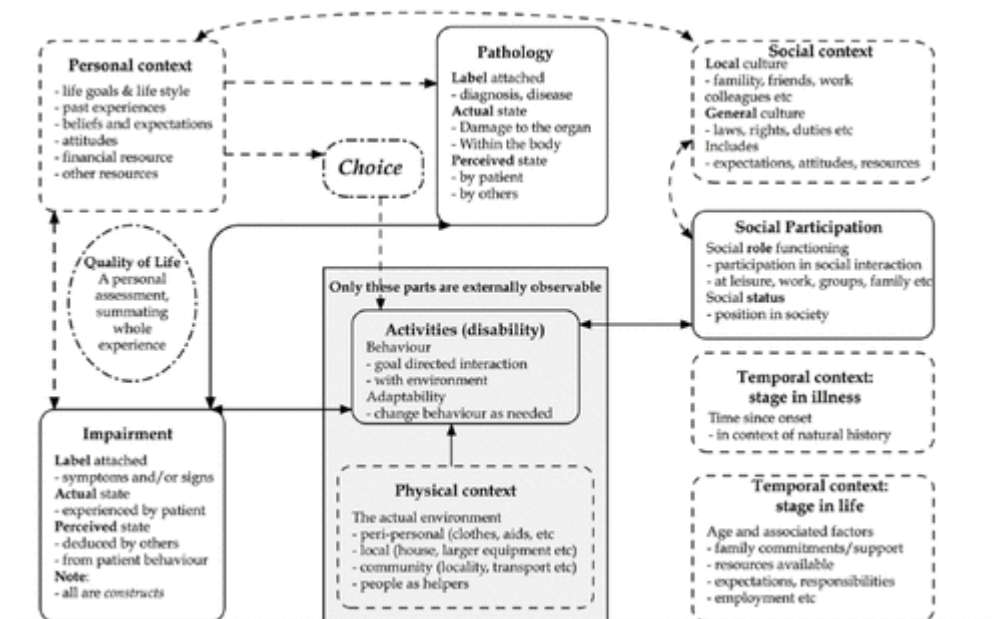 Personal context
- life goals & life style
- past experiences
- beliefs and expectations
- attitudes
- financial resource
- other resources
Pathology
Label attached
- diagnosis, disease
Actual state
- Damage to the organ
- Within the body
Perceived state
- by patient
- by others
Social context
Local culture
- famility, friends, work
colleagues etc
General culture
- laws, rights, duties etc
Includes
- expectations, attitudes, resources
Choice
Quality of Life
A personal
assessment,
summating
whole
experience
Social Participation
Social role functioning
- participation in social interaction
- at leisure, work, groups, family etc
Social status
- position in society
Only these parts are externally observable
Activities (disability)
Behaviour
- goal directed interaction
- with environment
Adaptability
- change behaviour as needed
Temporal context:
stage in illness
Time since onset
- in context of natural history
Impairment
Label attached
- symptoms and/or signs
Actual state
- experienced by patient
Perceived state
- deduced by others
- from patient behaviour
Note:
- all are constructs
Physical context
The actual environment
- peri-personal (clothes, aids, etc
- local (house, larger equipment etc)
- community (locality, transport etc)
- people as helpers
Temporal context:
stage in life
Age and associated factors
- family commitments/support
- resources available
- expectations, responsibilities
- employment etc